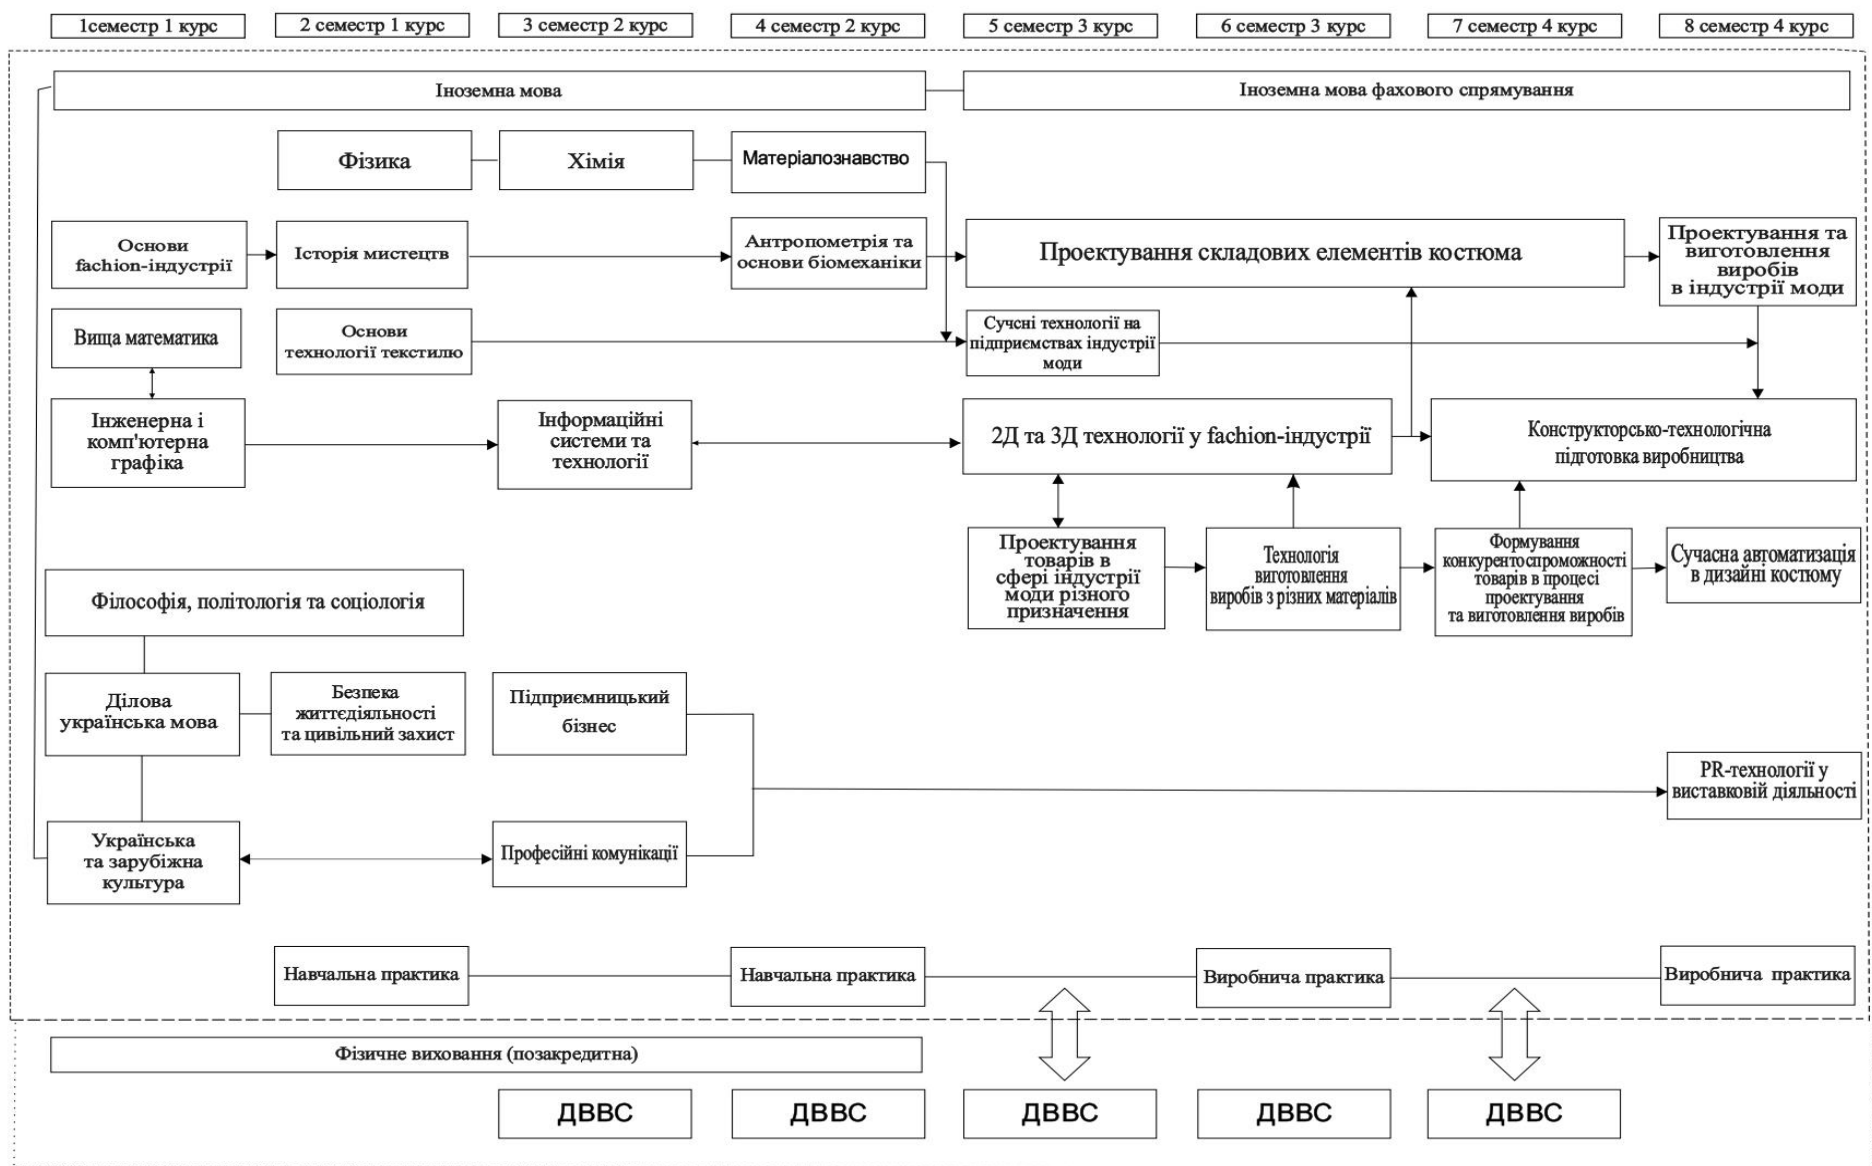 1семестр 1 курс
2 семестр 1 курс
3 семестр 2 курс
4 семестр 2 курс
5 семестр 3 курс
6 семестр 3 курс
7 семестр 4 курс
8 семестр 4 курс
Іноземна мова
Іноземна мова фахового спрямування
Фізика
Хімія
Матеріалознавство
Основи
fachion-індустрії
Історія мистецтв
Антропометрія та
основи біомеханіки
Проектування складових елементів костюма
Проектування та
виготовлення
виробів
в індустрії моди
Вища математика
Основи
технології текстилю
Сучсні технології на
підприємствах індустрії
моди
Інженерна і
комп'ютерна
графіка
Інформаційні
системи та
технології
2Д та 3Д технології у fachion-індустрії
Конструкторсько-технологічна
підготовка виробництва
Проектування
товарів в
сфері індустрії
моди різного
призначення
Технологія
виготовлення
виробів з різних матеріалів
Формування
конкурентоспроможності
товарів в процесі
проектування
та виготовлення виробів
Сучасна автоматизація
в дизайні костюму
Філософія, політологія та соціологія
Ділова
українська мова
Безпека
життєдіяльності
та цивільний захист
Підприємницький
бізнес
PR-технології у
виставковій діяльності
Українська
та зарубіжна
культура
Професійні комунікації
Навчальна практика
Навчальна практика
Виробнича практика
Виробнича практика
Фізичне виховання (позакредитна)
ДВВС
ДВВС
ДВВС
ДВВС
ДВВС